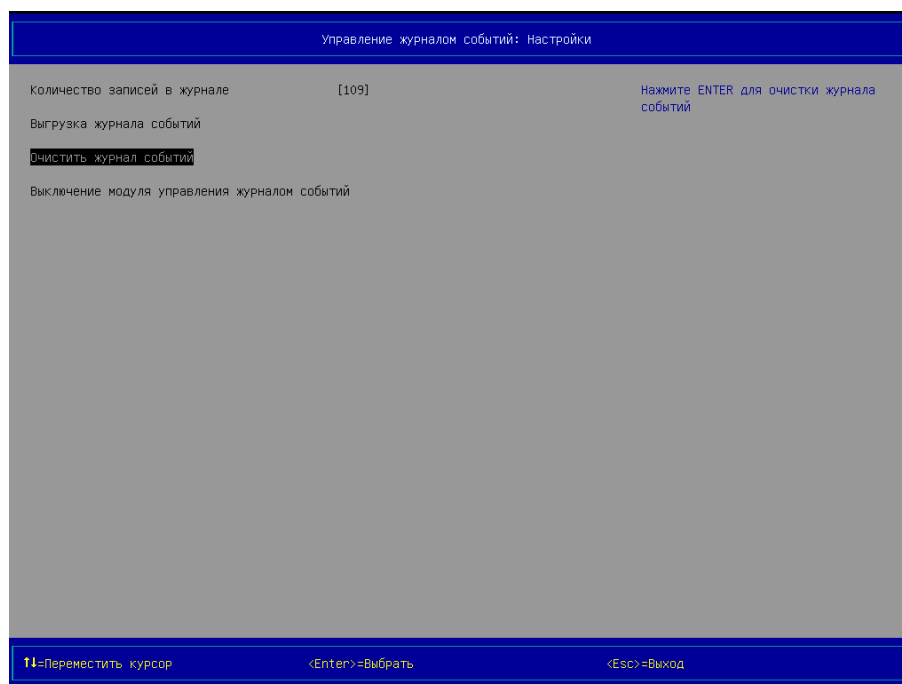 Управление журналом событий: Настройки
Количество записей в журнале [109]
Нажмите ENTER для очистки журнала
событий
Выгрузка журнала событий
Очистить журнал событий
Выключение модуля управления журналом событий
↑↓=Переместить курсор <Enter>=Выбрать <Esc>=Выход